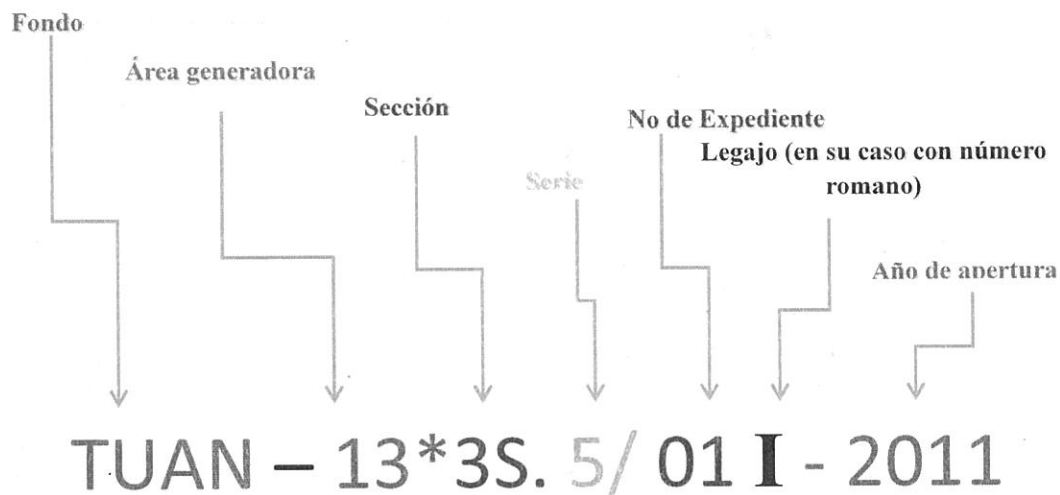 Fondo
Área generadora
Sección
No de Expediente
Legajo (en su caso con número
romano)
Serie
Año de apertura
TUAN – 13*3S. 5/ 01 I - 2011